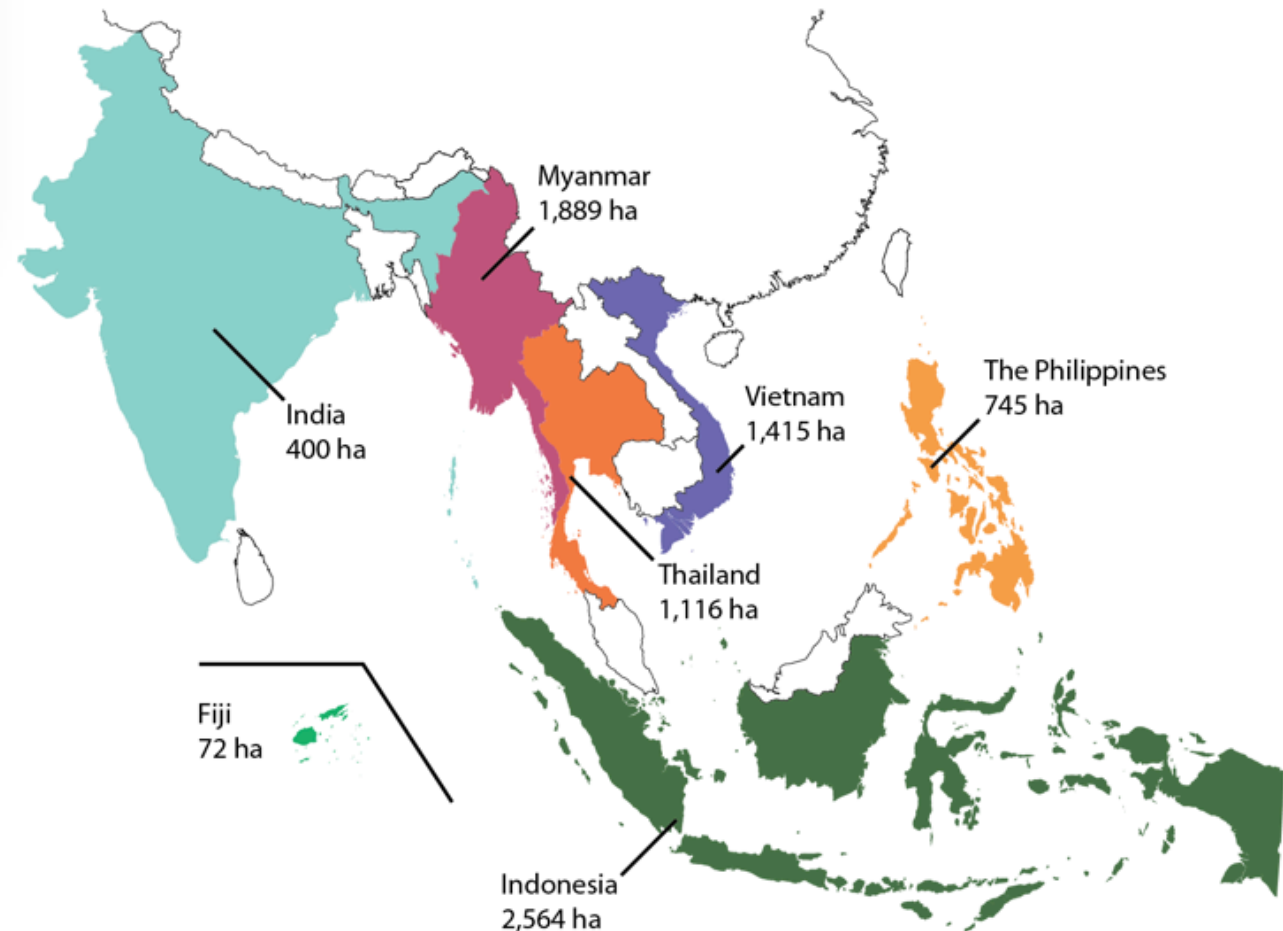 Myanmar
1,889 ha
India
400 ha
Vietnam
1,415 ha
The Philippines
745 ha
Thailand
1,116 ha
Fiji
72 ha
Indonesia
2,564 ha